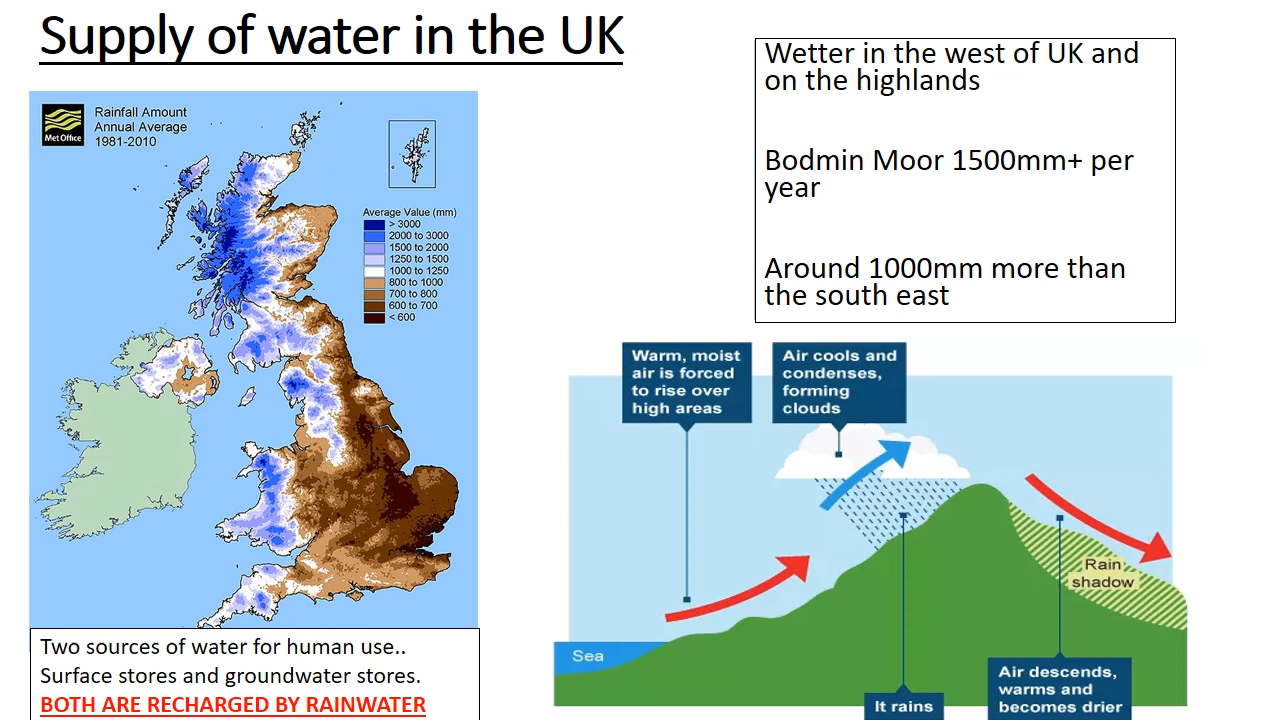 Supply of water in the UK
Wetter in the west of UK and
on the highlands
Bodmin Moor 1500mm+ per
year
Around 1000mm more than
the south east
Met Office
Rainfall Amount
Annual Average
1981-2010
Average Value (mm)
> 3000
2000 to 3000
1500 to 2000
1250 to 1500
1000 to 1250
800 to 1000
700 to 800
600 to 700
< 600
Two sources of water for human use..
Surface stores and groundwater stores.
BOTH ARE RECHARGED BY RAINWATER
Warm, moist
air is forced
to rise over
high areas
Air cools and
condenses,
forming
clouds
Rain
shadow
Sea
It rains
Air descends,
warms and
becomes drier